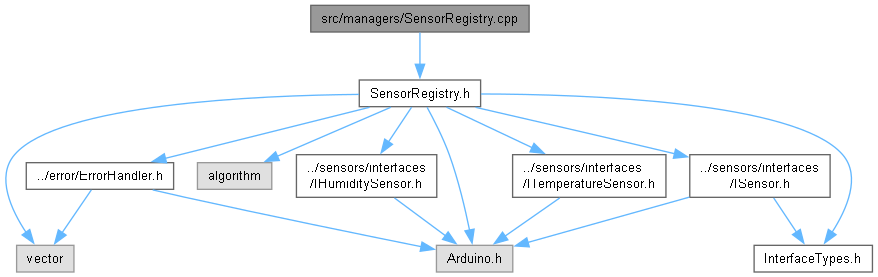 src/managers/SensorRegistry.cpp
SensorRegistry.h
../error/ErrorHandler.h
algorithm
../sensors/interfaces
/IHumiditySensor.h
../sensors/interfaces
/ITemperatureSensor.h
../sensors/interfaces
/ISensor.h
vector
Arduino.h
InterfaceTypes.h